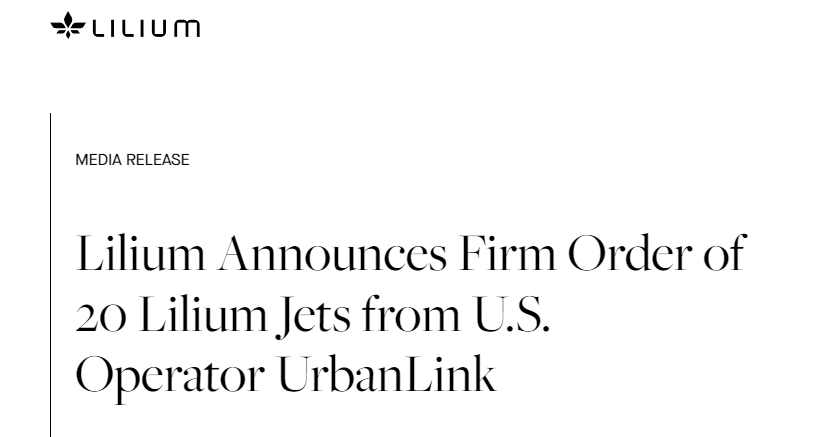 LILIUM
MEDIA RELEASE
Lilium Announces Firm Order of
20 Lilium Jets from U.S.
Operator UrbanLink